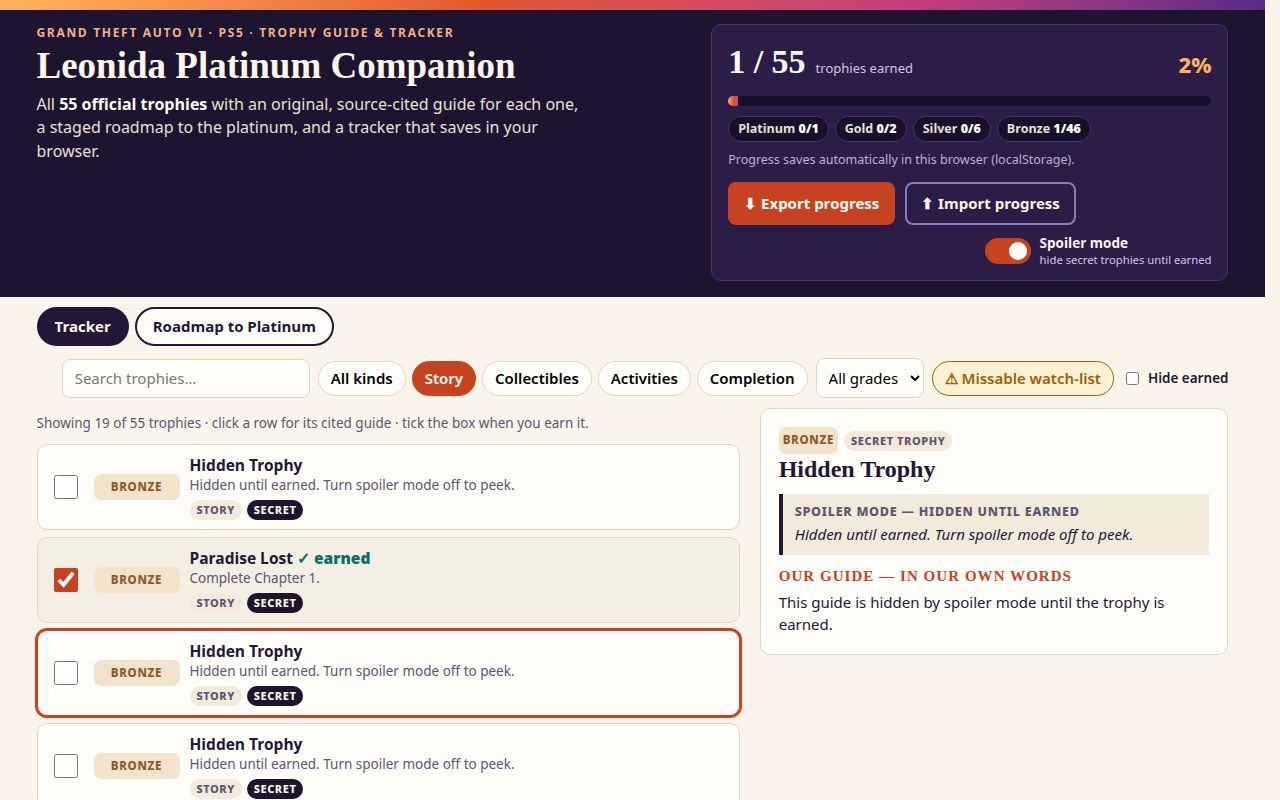 GRAND THEFT AUTO VI · PS5 · TROPHY GUIDE & TRACKER
Leonida Platinum Companion
All 55 official trophies with an original, source-cited guide for each one,
a staged roadmap to the platinum, and a tracker that saves in your
browser.
1 / 55 trophies earned 2%
Platinum 0/1 Gold 0/2 Silver 0/6 Bronze 1/46
Progress saves automatically in this browser (localStorage).
⬇ Export progress ⬆ Import progress
Spoiler mode
hide secret trophies until earned
Tracker Roadmap to Platinum
Search trophies... All kinds Story Collectibles Activities Completion All grades ⚠ Missable watch-list Hide earned
Showing 19 of 55 trophies · click a row for its cited guide · tick the box when you earn it.
BRONZE
Hidden Trophy
Hidden until earned. Turn spoiler mode off to peek.
STORY SECRET
BRONZE
Paradise Lost ✓ earned
Complete Chapter 1.
STORY SECRET
BRONZE
Hidden Trophy
Hidden until earned. Turn spoiler mode off to peek.
STORY SECRET
BRONZE
Hidden Trophy
Hidden until earned. Turn spoiler mode off to peek.
STORY SECRET
BRONZE SECRET TROPHY
Hidden Trophy
SPOILER MODE — HIDDEN UNTIL EARNED
Hidden until earned. Turn spoiler mode off to peek.
OUR GUIDE — IN OUR OWN WORDS
This guide is hidden by spoiler mode until the trophy is
earned.